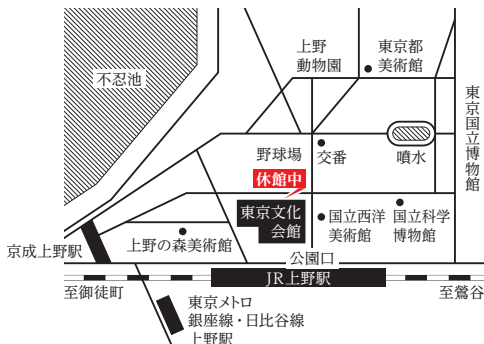 上野
動物園
東京都
美術館
不忍池
東京国立博物館
野球場
交番
噴水
休館中
東京文化
会館
国立西洋
美術館
国立科学
博物館
京成上野駅
上野の森美術館
公園口
JR上野駅
至御徒町
至鶯谷
東京メトロ
銀座線・日比谷線
上野駅